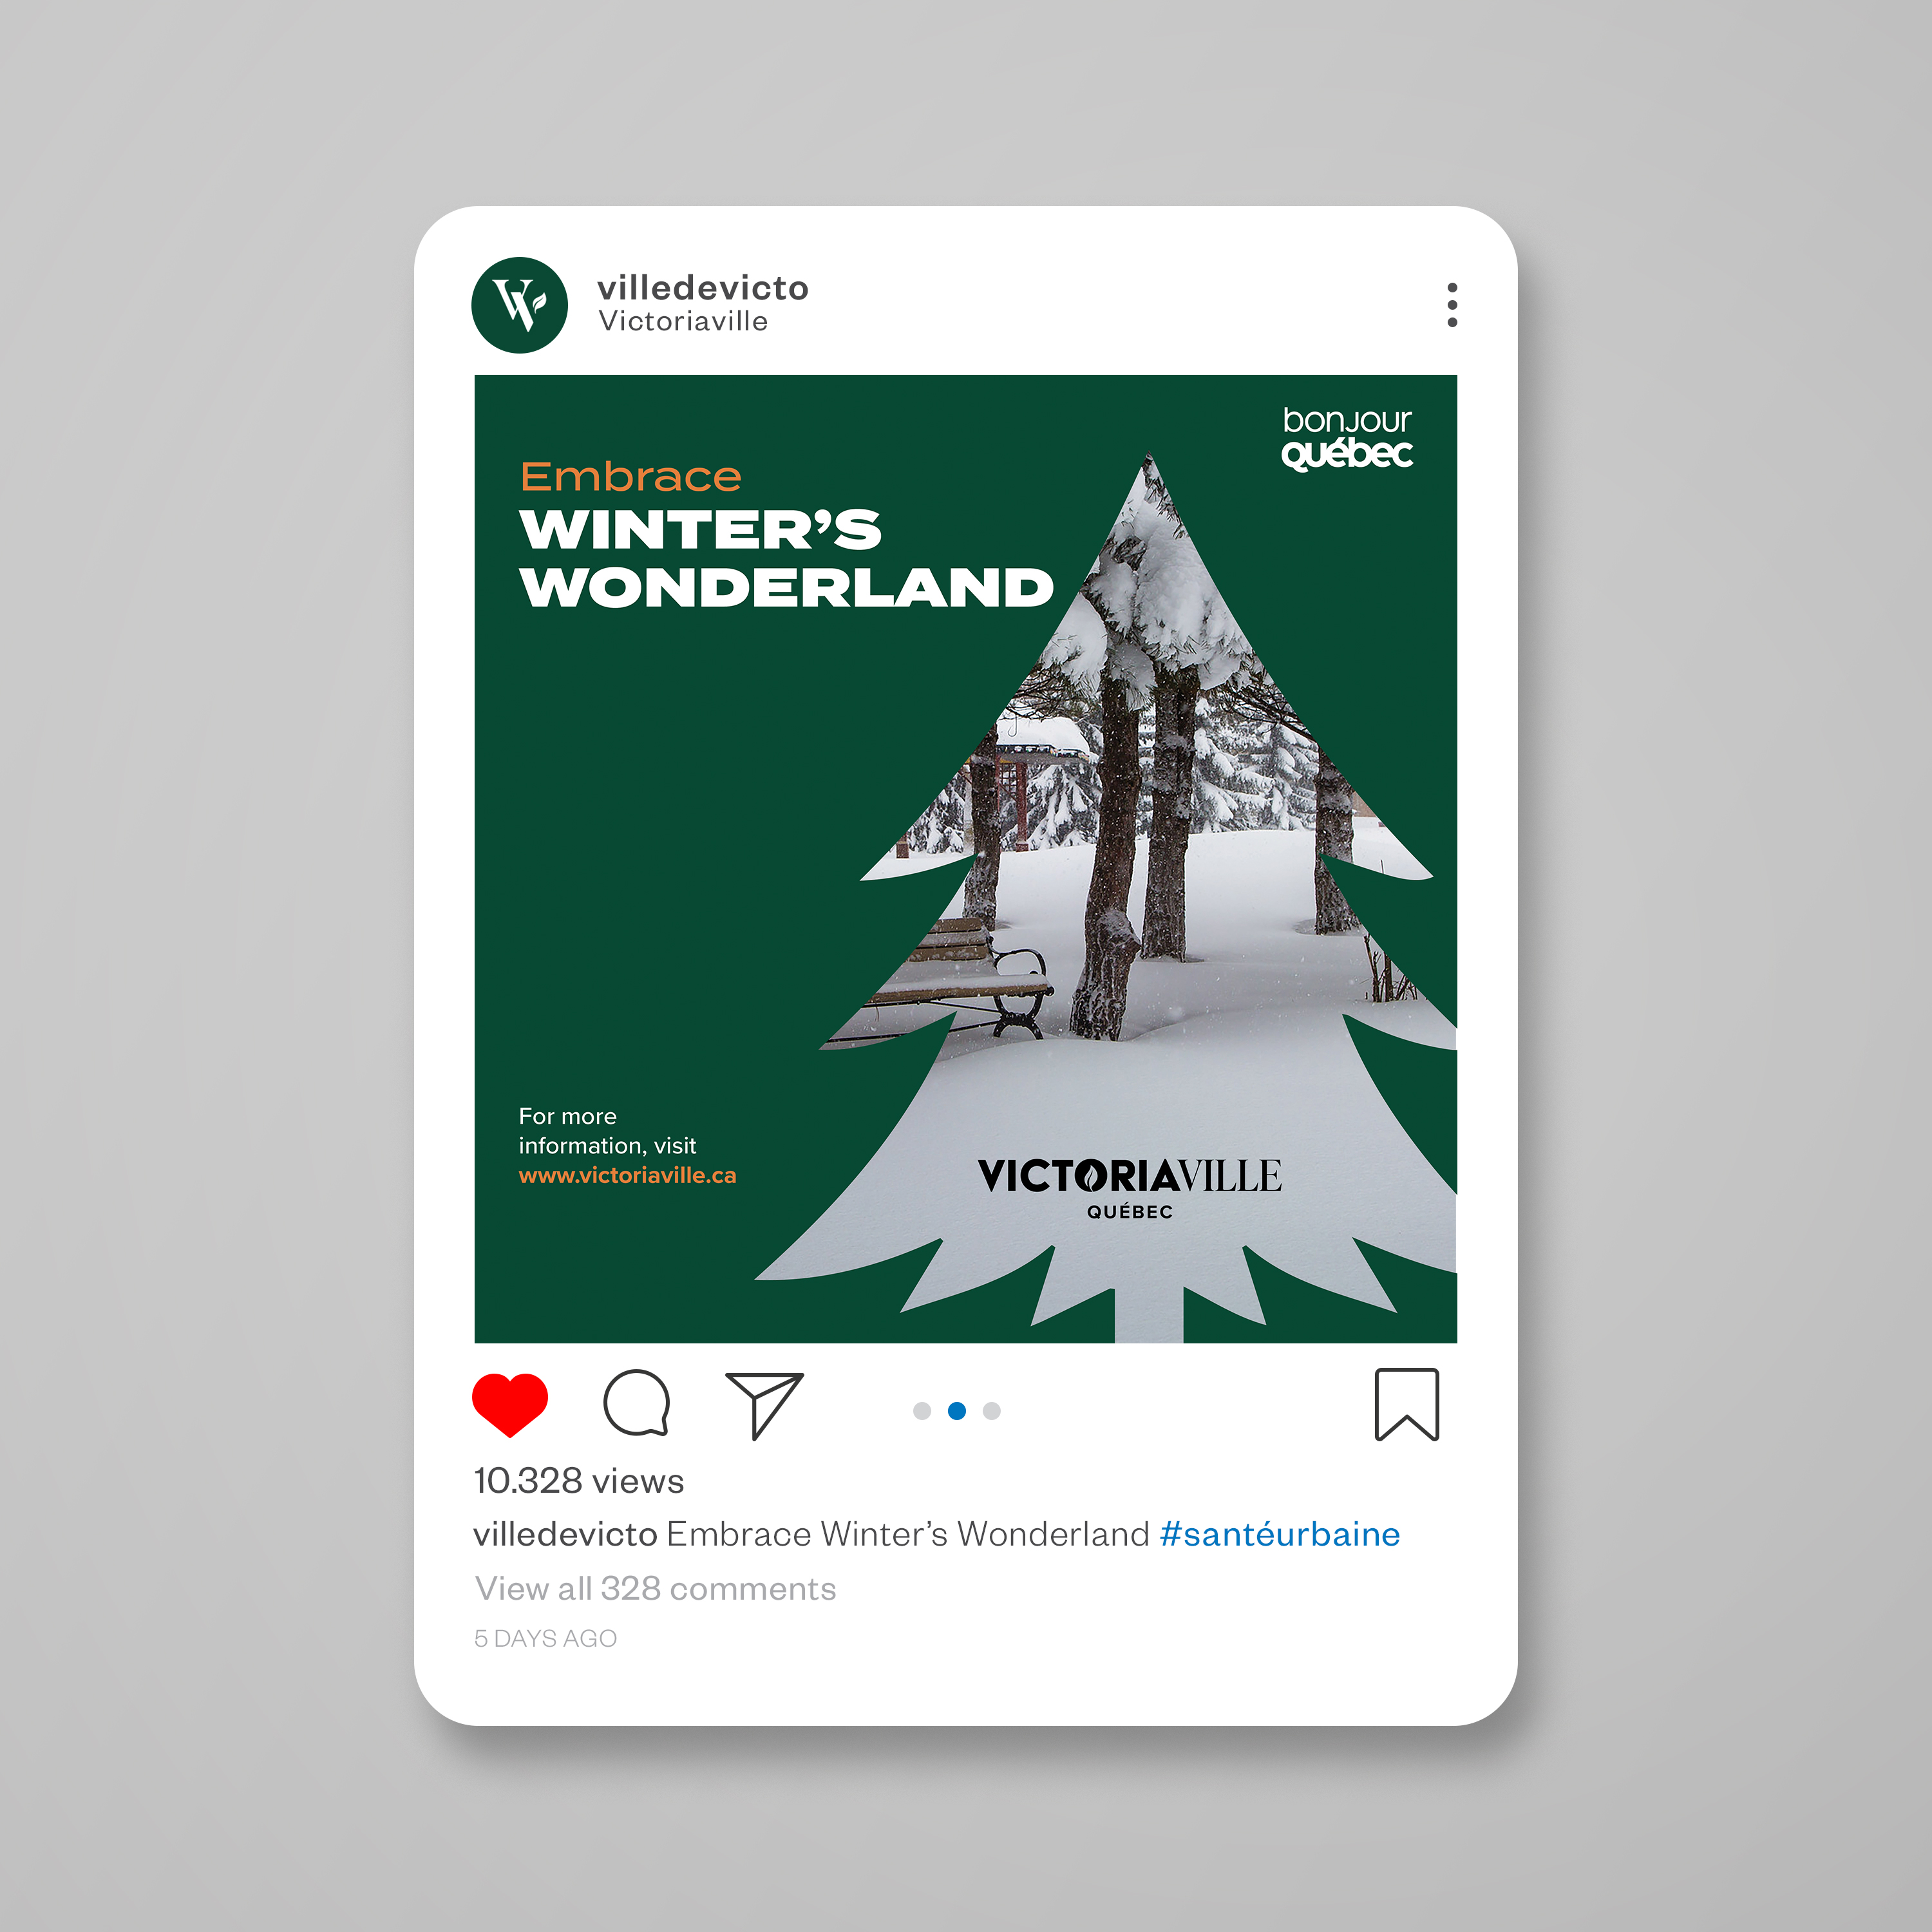 villedevicto
Victoriaville
bonjour
québec
Embrace
WINTER’S
WONDERLAND
For more
information, visit
www.victoriaville.ca
VICTORIAVILLE
QUÉBEC
10.328 views
villedevicto Embrace Winter’s Wonderland #santéurbaine
View all 328 comments
5 DAYS AGO